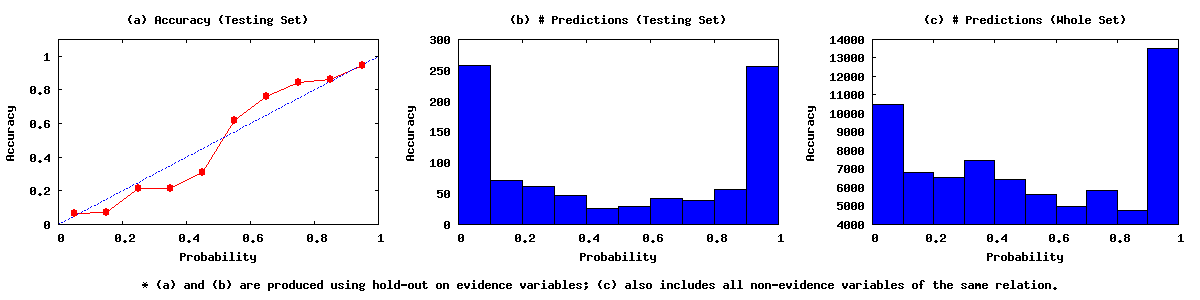 (a) Accuracy (Testing Set)
1
0.8
0.6
0.4
0.2
0
Accuracy
0 0.2 0.4 0.6 0.8 1
Probability
(b) # Predictions (Testing Set)
300
250
200
150
100
50
0
Accuracy
0 0.2 0.4 0.6 0.8 1
Probability
(c) # Predictions (Whole Set)
14000
13000
12000
11000
10000
9000
8000
7000
6000
5000
4000
Accuracy
0 0.2 0.4 0.6 0.8 1
Probability
* (a) and (b) are produced using hold-out on evidence variables; (c) also includes all non-evidence variables of the same relation.